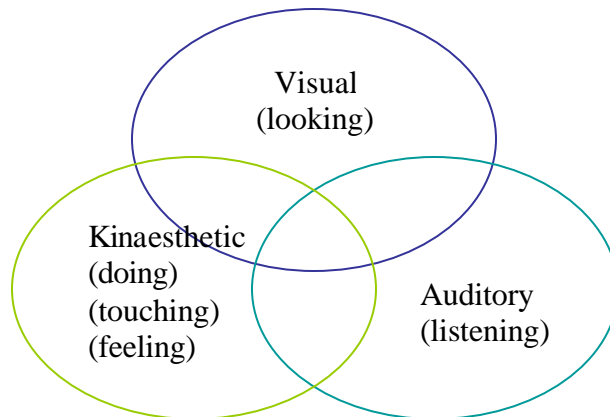 Visual
(looking)
Kinaesthetic
(doing)
(touching)
(feeling)
Auditory
(listening)